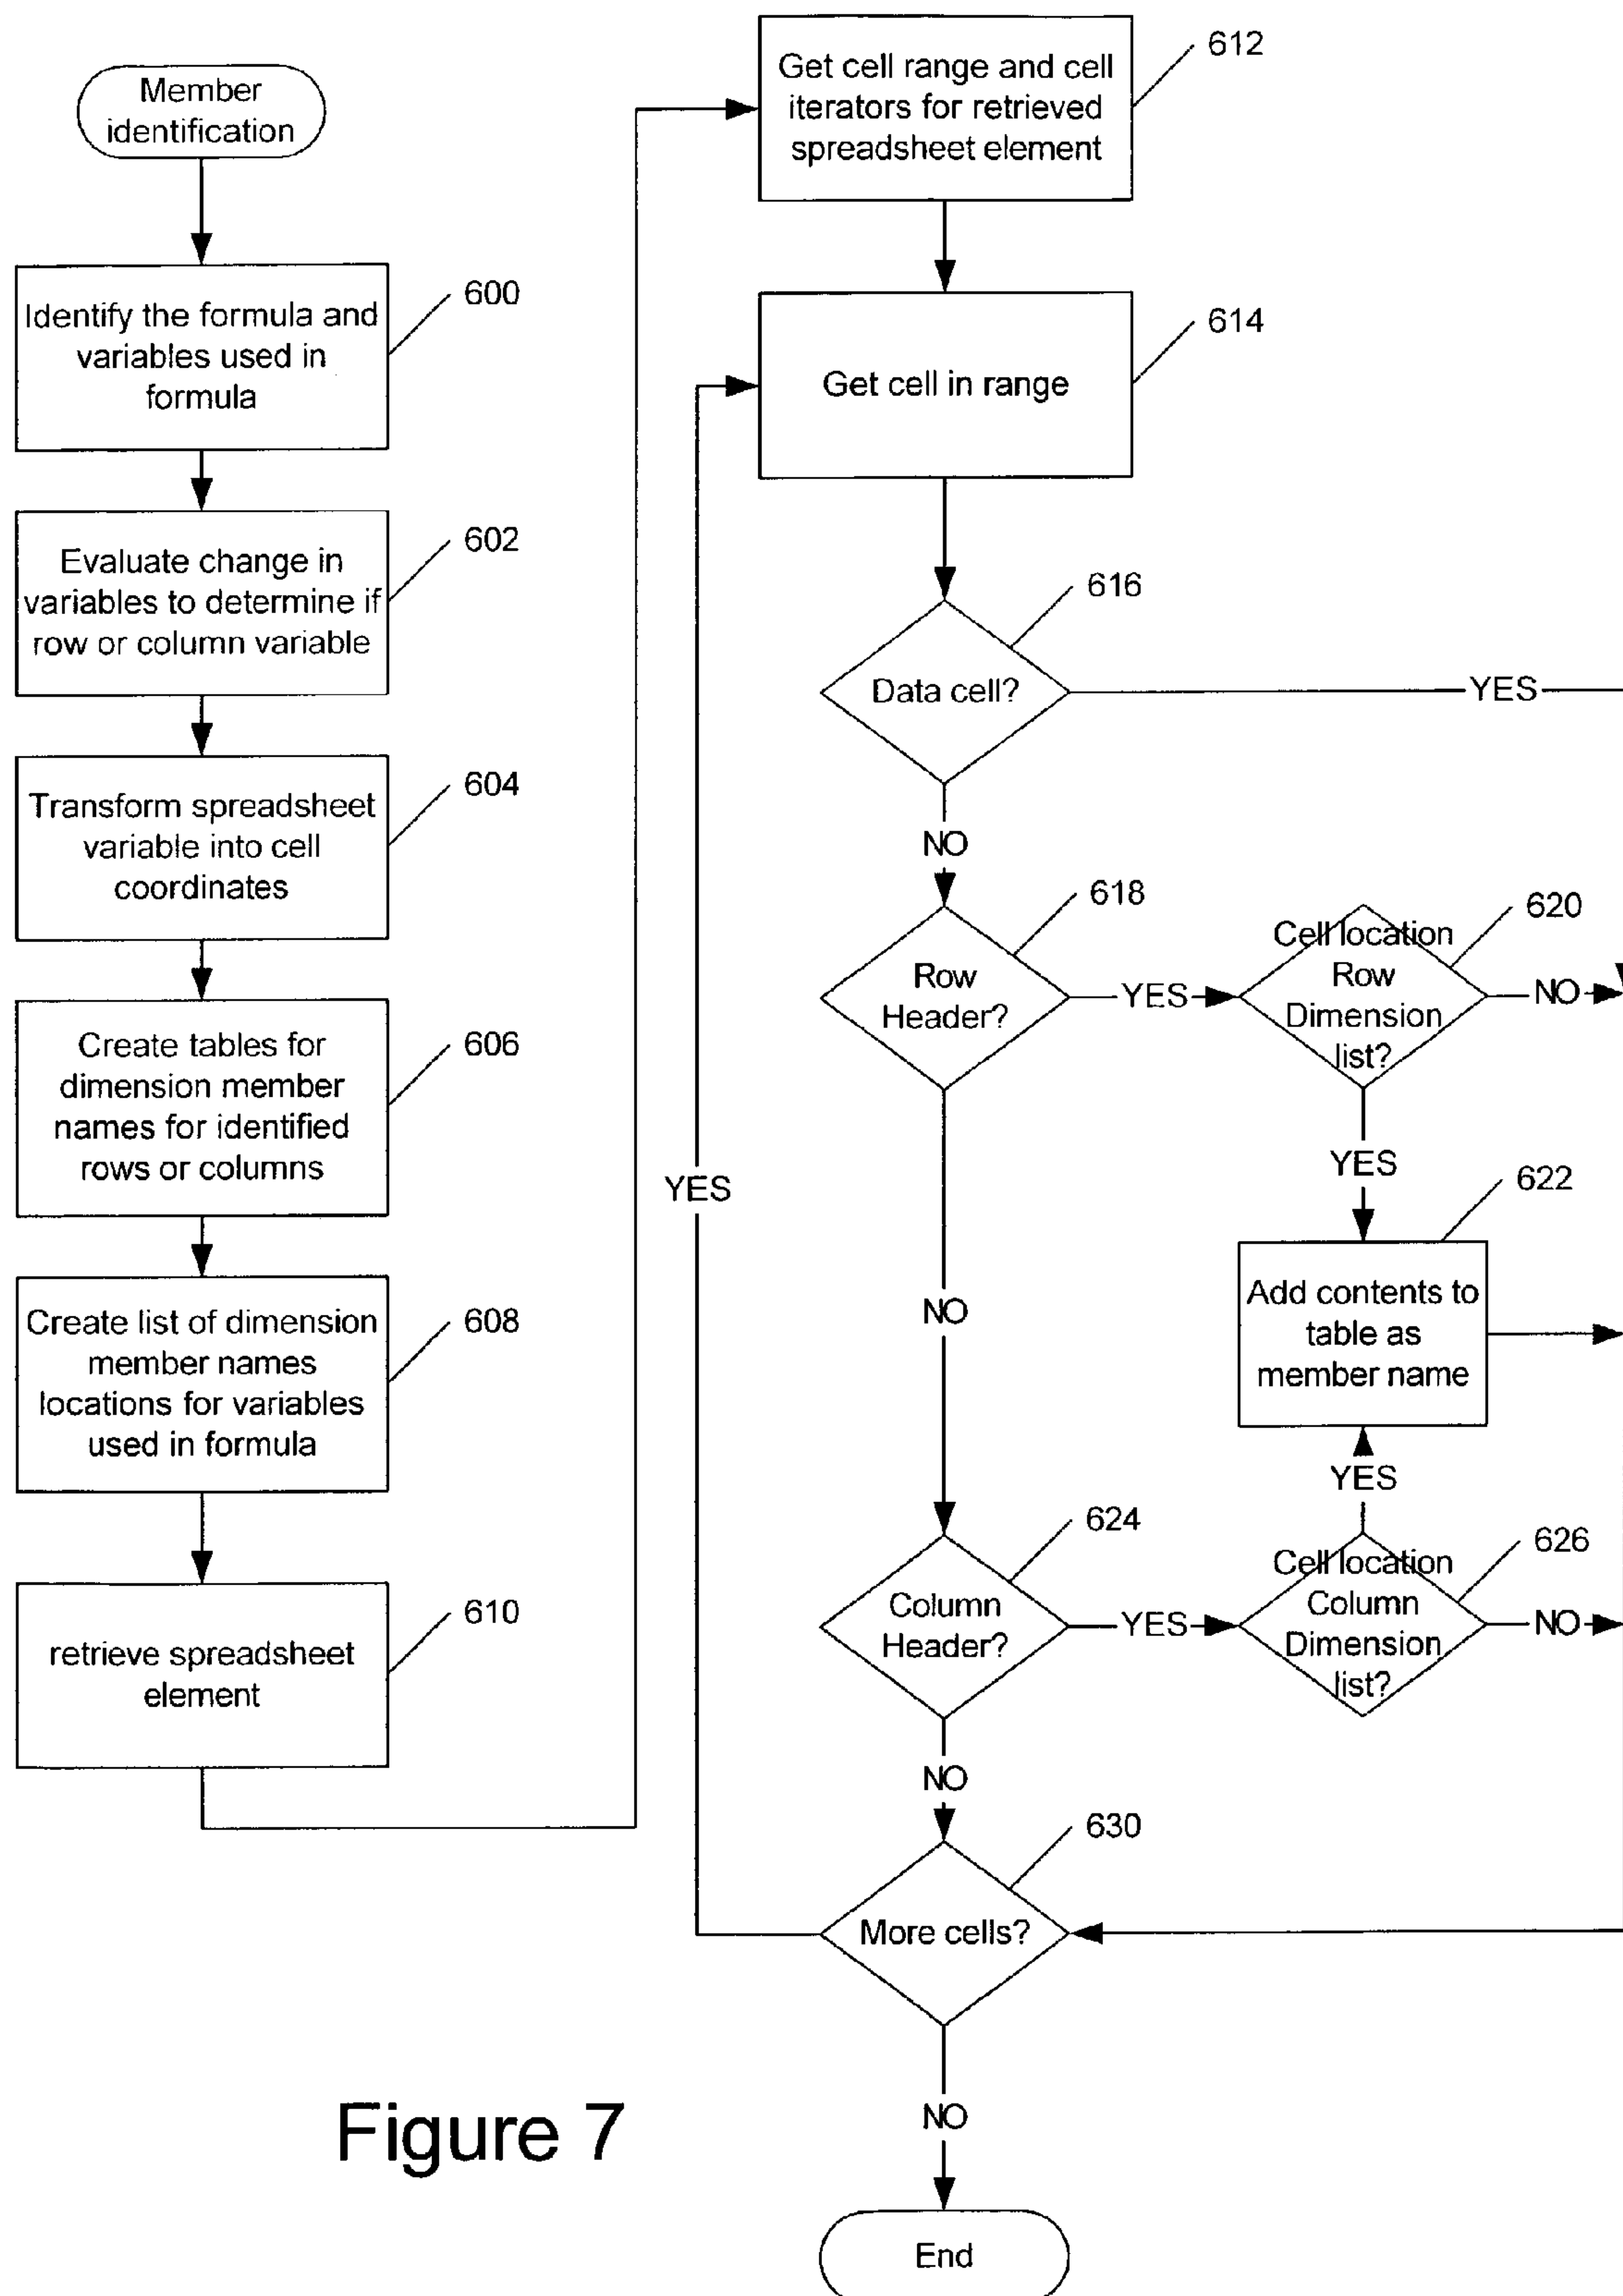 Member
identification
600
Identify the formula and
variables used in
formula
602
Evaluate change in
variables to determine if
row or column variable
604
Transform spreadsheet
variable into cell
coordinates
606
Create tables for
dimension member
names for identified
rows or columns
608
Create list of dimension
member names
locations for variables
used in formula
610
retrieve spreadsheet
element
612
Get cell range and cell
iterators for retrieved
spreadsheet element
614
Get cell in range
616
Data cell?
YES
NO
618
Row
Header?
YES
620
Cell location
Row
Dimension
list?
NO
YES
622
Add contents to
table as
member name
YES
NO
YES
624
Column
Header?
YES
626
Cell location
Column
Dimension
list?
NO
NO
630
More cells?
NO
End
Figure 7